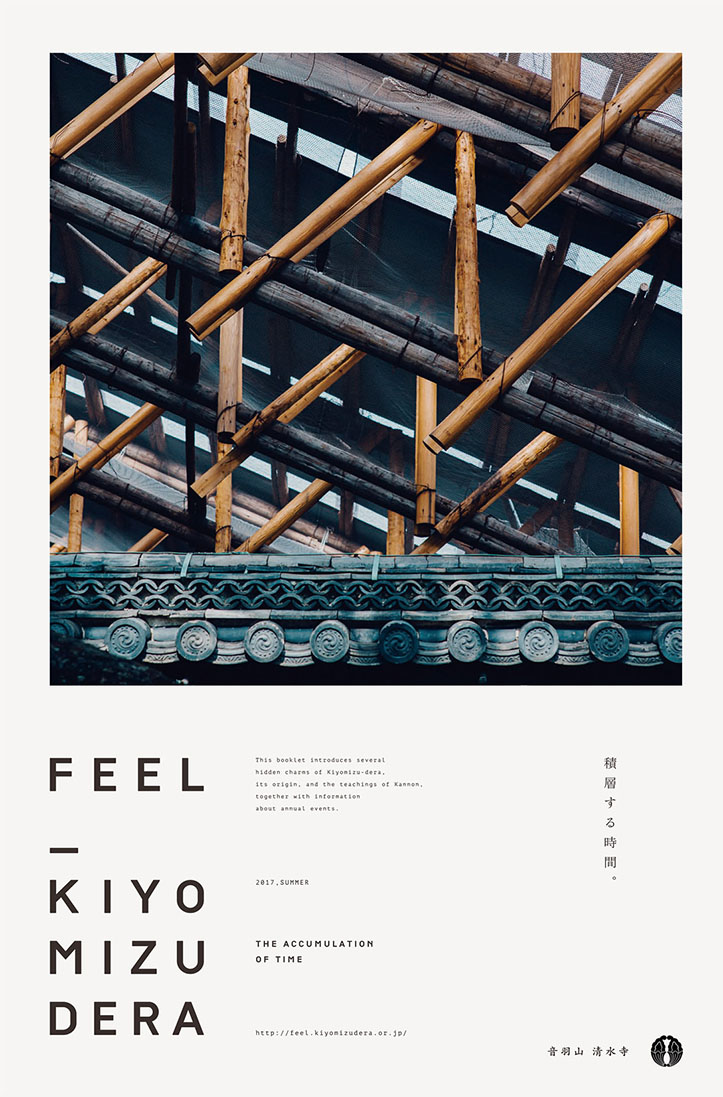 FEEL
—
KIYO
MIZU
DERA
This booklet introduces several
hidden charms of Kiyomizu-dera,
its origin, and the teachings of Kannon,
together with information
about annual events.
2017,SUMMER
THE ACCUMULATION
OF TIME
http://feel.kiyomizudera.or.jp/
積層する時間。
音羽山 清水寺